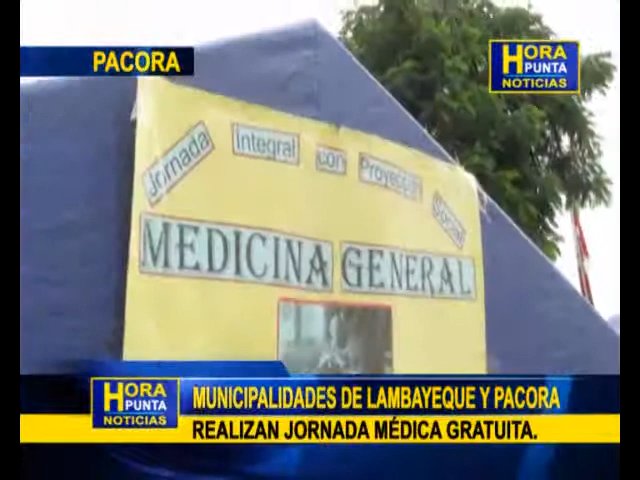 PACORA
HORA
PUNTA
NOTICIAS
Jornada Integral con Proyección Social
MEDICINA GENERAL
HORA
PUNTA
NOTICIAS
MUNICIPALIDADES DE LAMBAYEQUE Y PACORA
REALIZAN JORNADA MÉDICA GRATUITA.